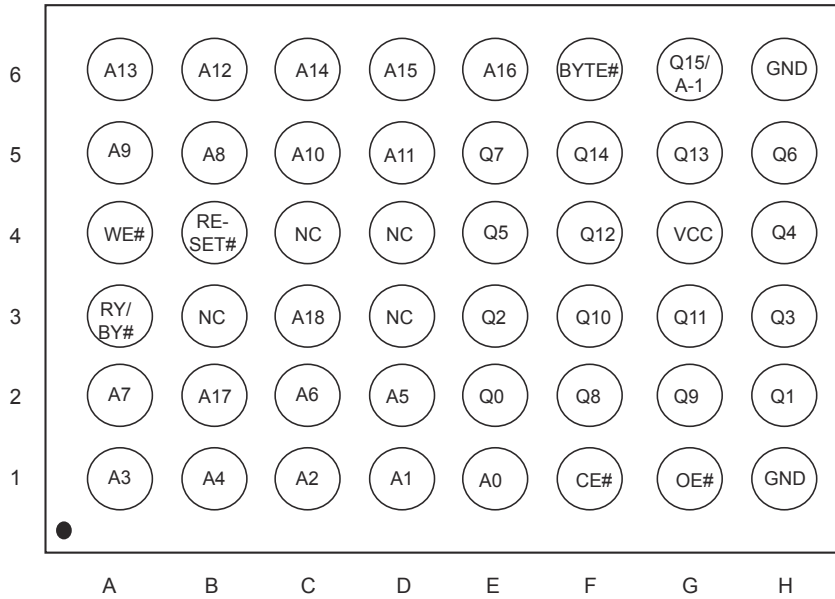 6 A13 A12 A14 A15 A16 BYTE# Q15/ A-1 GND
5 A9 A8 A10 A11 Q7 Q14 Q13 Q6
4 WE# RE- SET# NC NC Q5 Q12 VCC Q4
3 RY/ BY# NC A18 NC Q2 Q10 Q11 Q3
2 A7 A17 A6 A5 Q0 Q8 Q9 Q1
1 A3 A4 A2 A1 A0 CE# OE# GND
A B C D E F G H